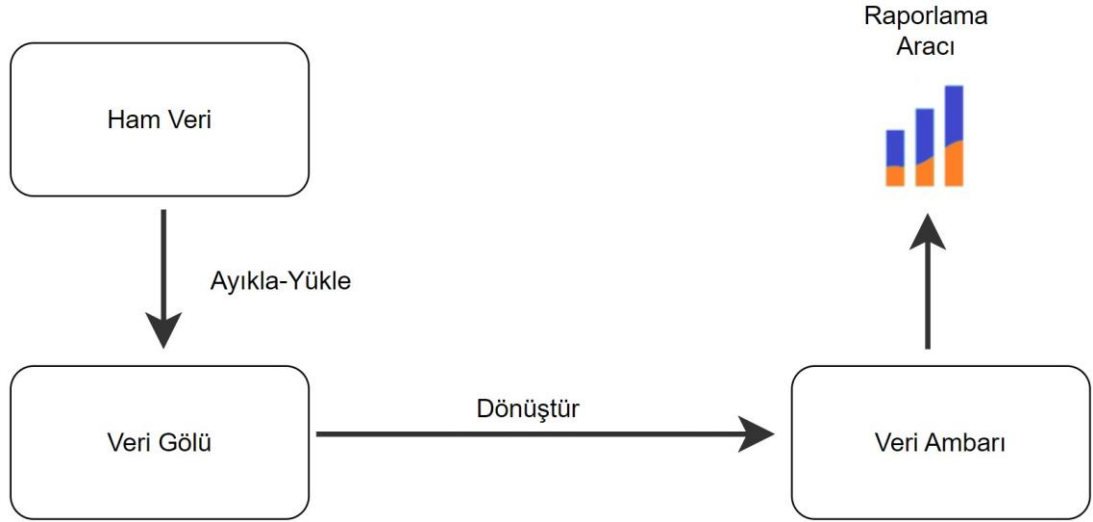 Raporlama
Aracı
Ham Veri
Ayıkla-Yükle
Dönüştür
Veri Gölü
Veri Ambarı